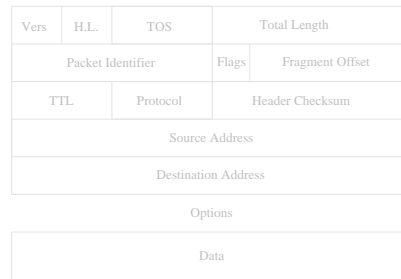 Vers H.L. TOS Total Length
Packet Identifier Flags Fragment Offset
TTL Protocol Header Checksum
Source Address
Destination Address
Options
Data